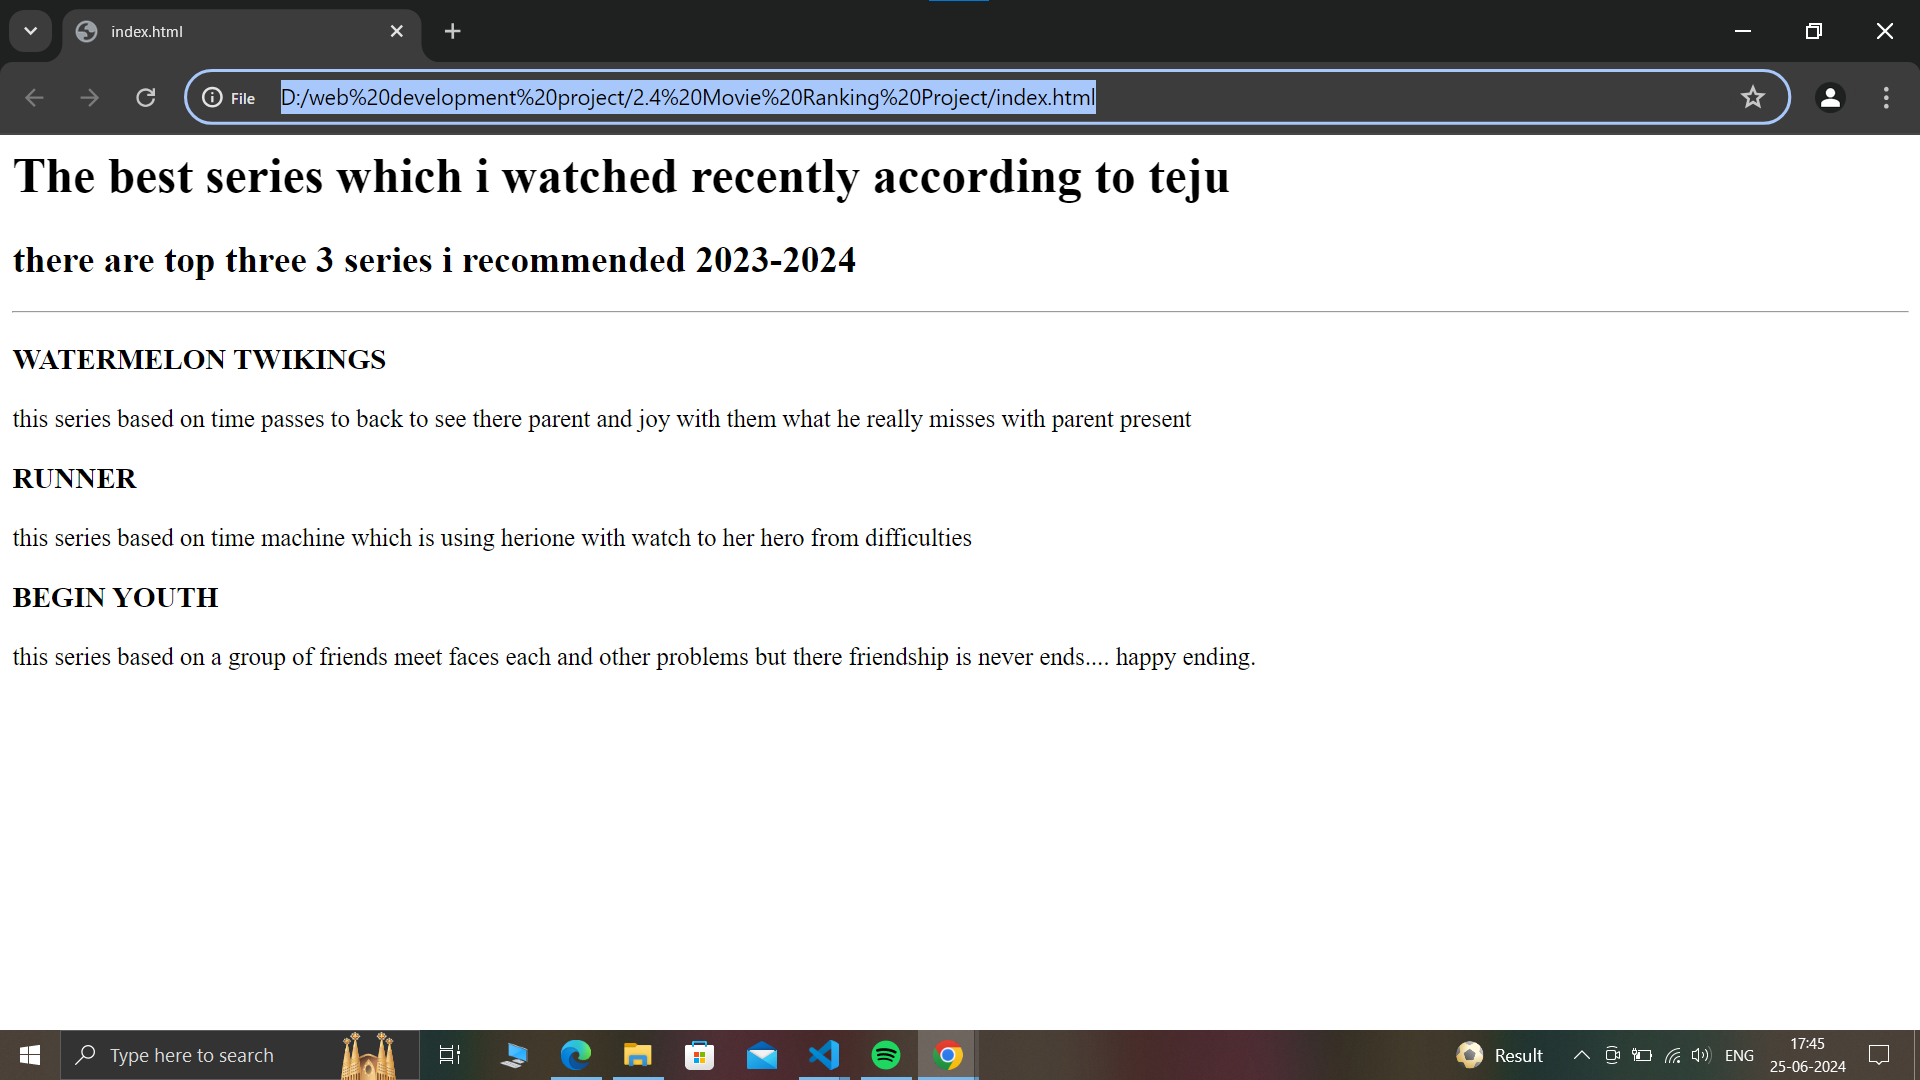 index.html
File D:/web%20development%20project/2.4%20Movie%20Ranking%20Project/index.html
The best series which i watched recently according to teju
there are top three 3 series i recommended 2023-2024
WATERMELON TWIKINGS
this series based on time passes to back to see there parent and joy with them what he really misses with parent present
RUNNER
this series based on time machine which is using herione with watch to her hero from difficulties
BEGIN YOUTH
this series based on a group of friends meet faces each and other problems but there friendship is never ends.... happy ending.
Type here to search
Result
ENG
17:45
25-06-2024